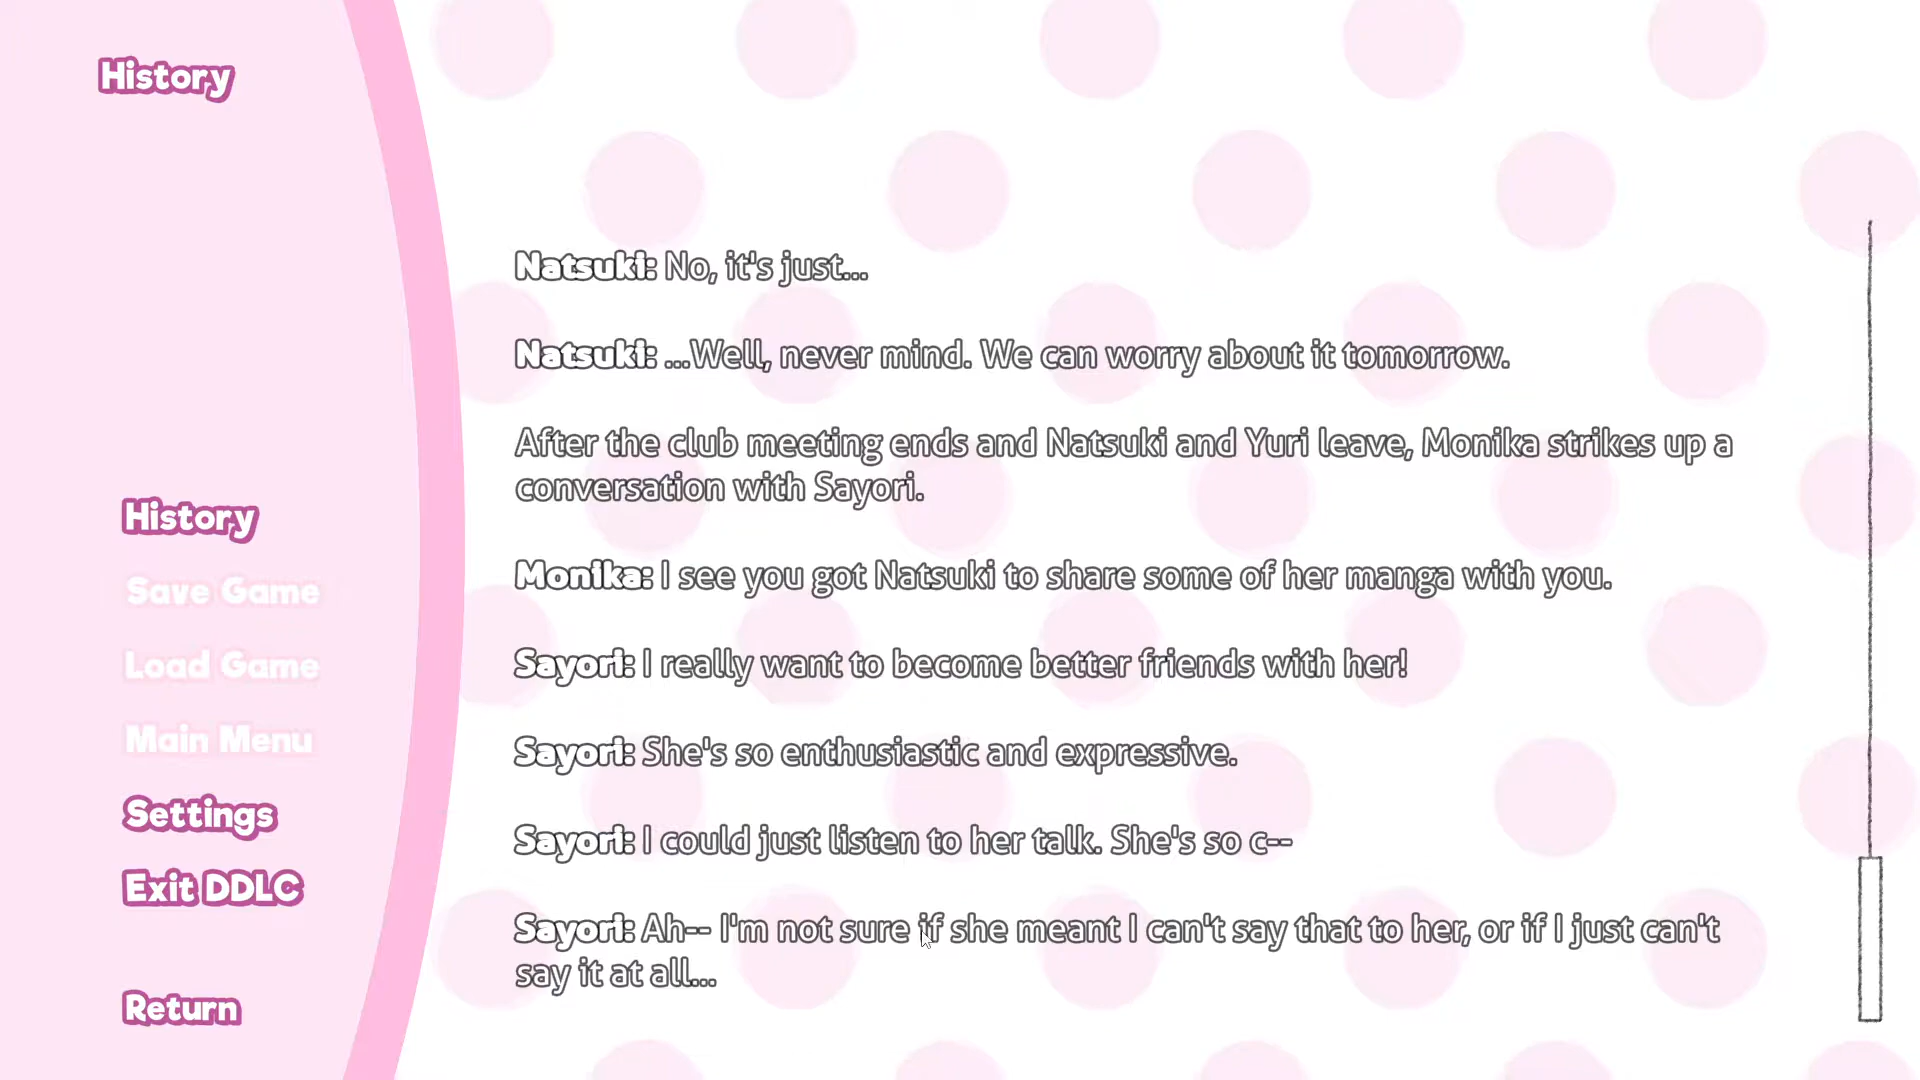 History
History
Save Game
Load Game
Main Menu
Settings
Exit DDLC
Return
Natsuki: No, it's just...
Natsuki: ...Well, never mind. We can worry about it tomorrow.
After the club meeting ends and Natsuki and Yuri leave, Monika strikes up a
conversation with Sayori.
Monika: I see you got Natsuki to share some of her manga with you.
Sayori: I really want to become better friends with her!
Sayori: She's so enthusiastic and expressive.
Sayori: I could just listen to her talk. She's so c--
Sayori: Ah-- I'm not sure if she meant I can't say that to her, or if I just can't
say it at all...